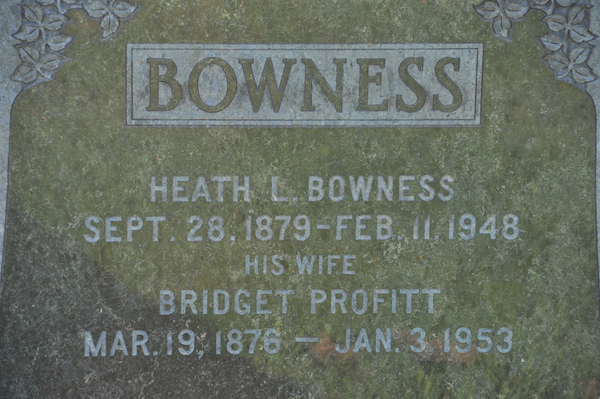 BOWNESS
HEATH L. BOWNESS
SEPT. 28, 1879 - FEB. 11, 1948
HIS WIFE
BRIDGET PROFITT
MAR. 19, 1876 — JAN. 3, 1953